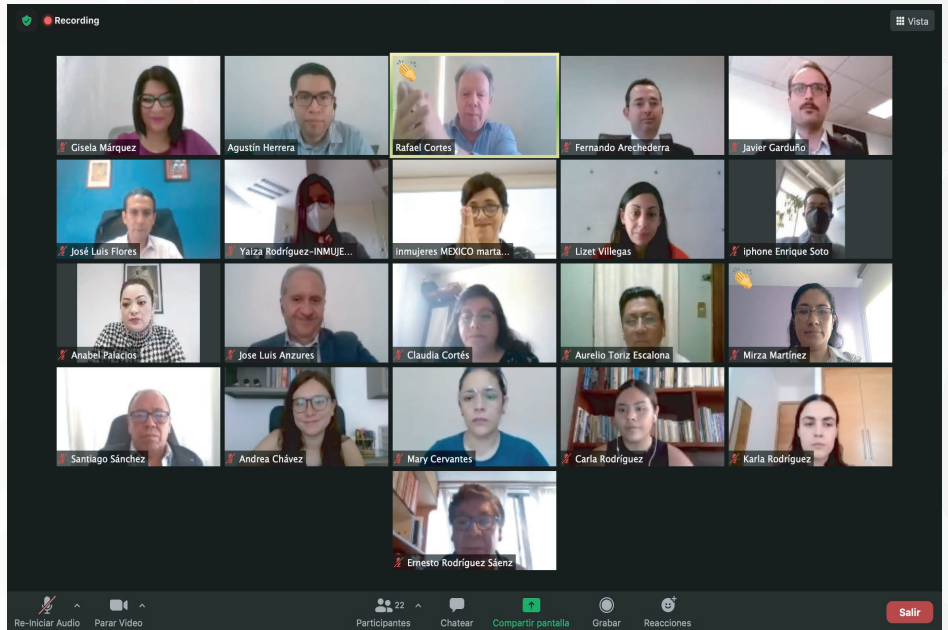 Recording
Vista
Gisela Márquez
Agustín Herrera
Rafael Cortes
Fernando Arechederra
Javier Garduño
José Luis Flores
Yaiza Rodríguez-INMUJE...
inmujeres MEXICO marta...
Lizet Villegas
iphone Enrique Soto
Anabel Palacios
Jose Luis Anzures
Claudia Cortés
Aurelio Toriz Escalona
Mirza Martínez
Santiago Sánchez
Andrea Chávez
Mary Cervantes
Carla Rodríguez
Karla Rodríguez
Ernesto Rodríguez Sáenz
22
Re-Iniciar Audio
Parar Video
Participantes
Chatear
Compartir pantalla
Grabar
Reacciones
Salir